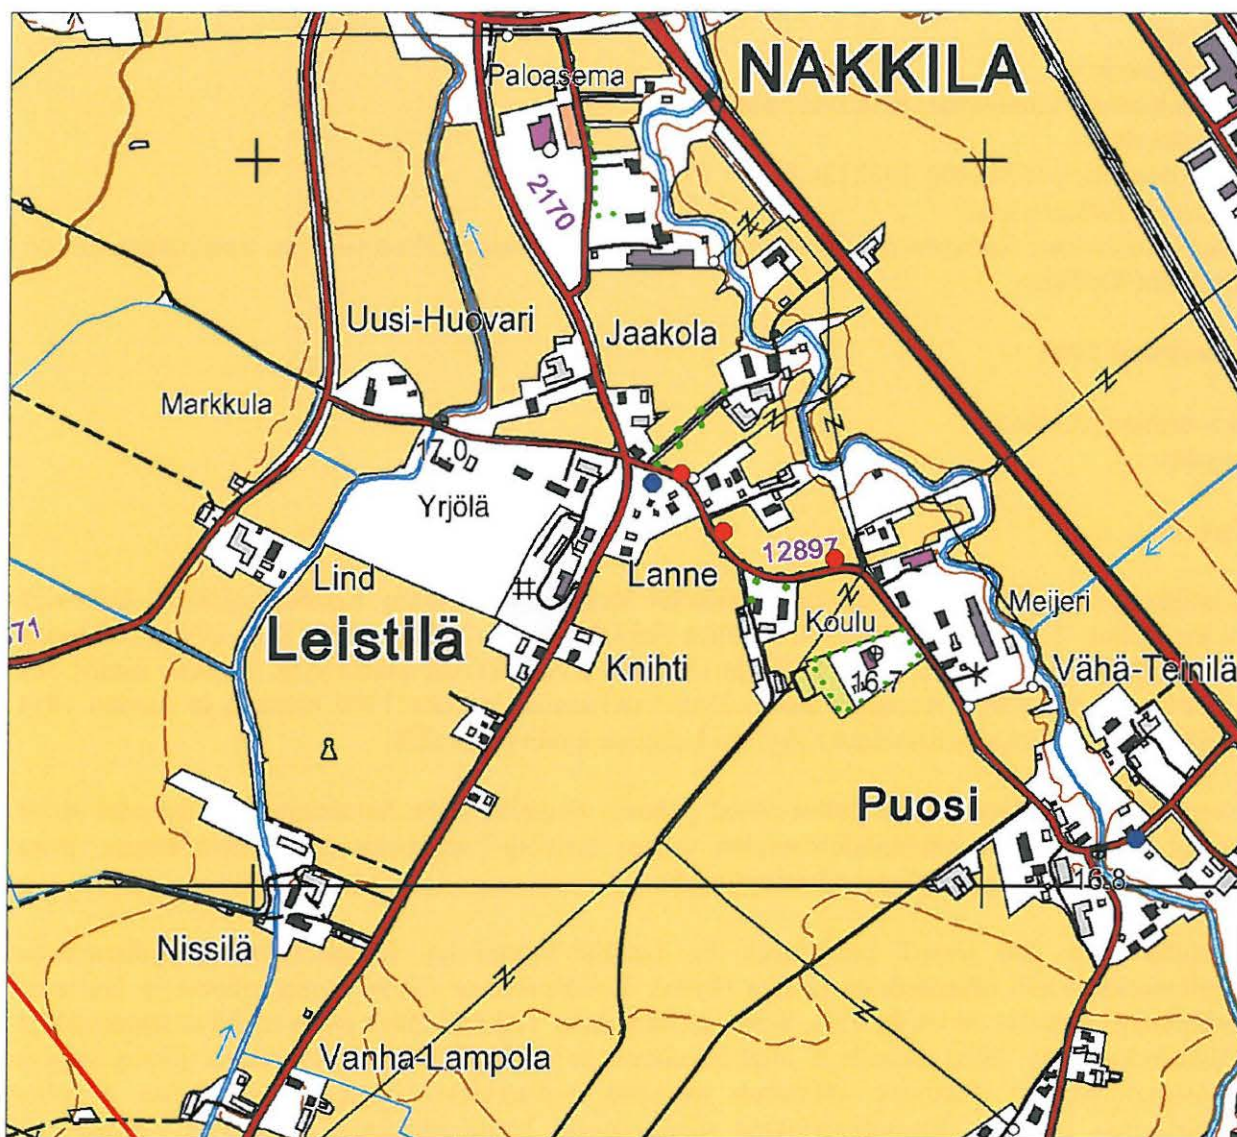 NAKKILA
Paloasema
2170
Uusi-Huovari
Jaakola
Markkula
17.0
Yrjölä
Lanne
12897
Lind
Meijeri
Koulu
Leistilä
Knihti
16.7
Vähä-Teinilä
Puosi
16.8
Nissilä
Vanha-Lampola